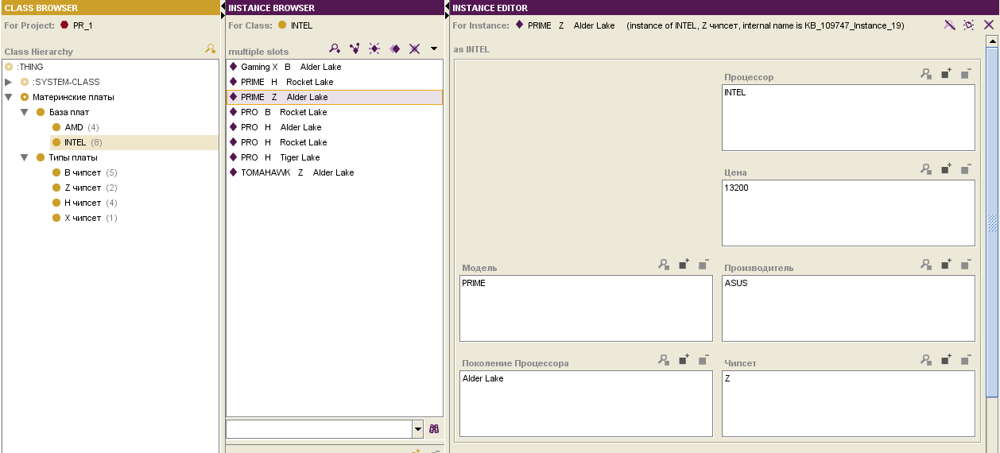 CLASS BROWSER
For Project: PR_1
Class Hierarchy
:THING
:SYSTEM-CLASS
Материнские платы
База плат
AMD (4)
INTEL (8)
Типы платы
B чипсет (5)
Z чипсет (2)
H чипсет (4)
X чипсет (1)
INSTANCE BROWSER
For Class: INTEL
multiple slots
Gaming X B Alder Lake
PRIME H Rocket Lake
PRIME Z Alder Lake
PRO B Rocket Lake
PRO H Alder Lake
PRO H Rocket Lake
PRO H Tiger Lake
TOMAHAWK Z Alder Lake
INSTANCE EDITOR
For Instance: PRIME Z Alder Lake (instance of INTEL, Z чипсет, internal name is KB_109747_Instance_19)
as INTEL
Процессор
INTEL
Цена
13200
Модель
PRIME
Производитель
ASUS
Поколение Процессора
Alder Lake
Чипсет
Z